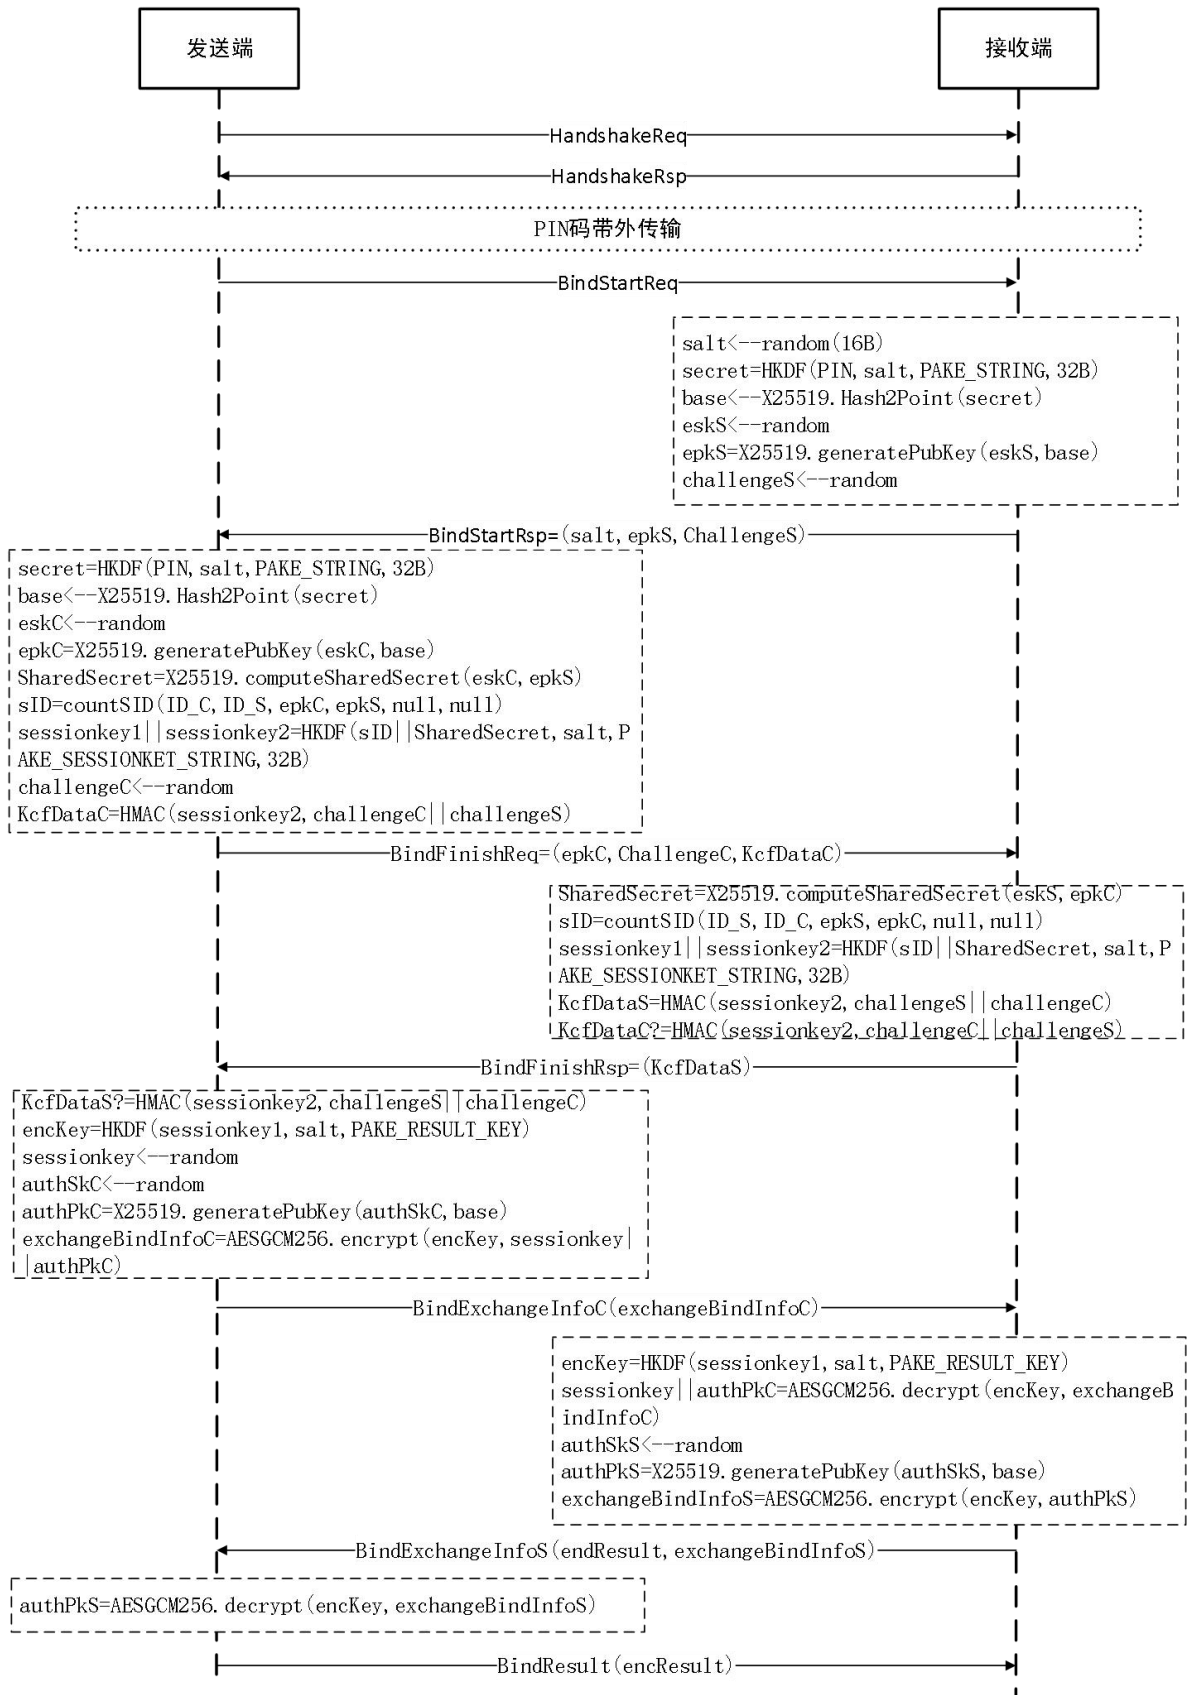 发送端
接收端
HandshakeReq
HandshakeRsp
PIN码带外传输
BindStartReq
salt<--random(16B)
secret=HKDF(PIN,salt,PAKE_STRING,32B)
base<--X25519.Hash2Point(secret)
eskS<--random
epkS=X25519.generatePubKey(eskS,base)
challengeS<--random
BindStartRsp=(salt,epkS,ChallengeS)
secret=HKDF(PIN,salt,PAKE_STRING,32B)
base<--X25519.Hash2Point(secret)
eskC<--random
epkC=X25519.generatePubKey(eskC,base)
SharedSecret=X25519.computeSharedSecret(eskC,epkS)
sID=countSID(ID_C,ID_S,epkC,epkS,null,null)
sessionkey1||sessionkey2=HKDF(sID||SharedSecret,salt,P
AKE_SESSIONKET_STRING,32B)
challengeC<--random
KcfDataC=HMAC(sessionkey2,challengeC||challengeS)
BindFinishReq=(epkC,ChallengeC,KcfDataC)
SharedSecret=X25519.computeSharedSecret(eskS,epkC)
sID=countSID(ID_S,ID_C,epkS,epkC,null,null)
sessionkey1||sessionkey2=HKDF(sID||SharedSecret,salt,P
AKE_SESSIONKET_STRING,32B)
KcfDataS=HMAC(sessionkey2,challengeS||challengeC)
KcfDataC?=HMAC(sessionkey2,challengeC||challengeS)
BindFinishRsp=(KcfDataS)
KcfDataS?=HMAC(sessionkey2,challengeS||challengeC)
encKey=HKDF(sessionkey1,salt,PAKE_RESULT_KEY)
sessionkey<--random
authSkC<--random
authPkC=X25519.generatePubKey(authSkC,base)
exchangeBindInfoC=AESGCM256.encrypt(encKey,sessionkey|
|authPkC)
BindExchangeInfoC(exchangeBindInfoC)
encKey=HKDF(sessionkey1,salt,PAKE_RESULT_KEY)
sessionkey||authPkC=AESGCM256.decrypt(encKey,exchangeB
indInfoC)
authSkS<--random
authPkS=X25519.generatePubKey(authSkS,base)
exchangeBindInfoS=AESGCM256.encrypt(encKey,authPkS)
BindExchangeInfoS(endResult,exchangeBindInfoS)
authPkS=AESGCM256.decrypt(encKey,exchangeBindInfoS)
BindResult(encResult)